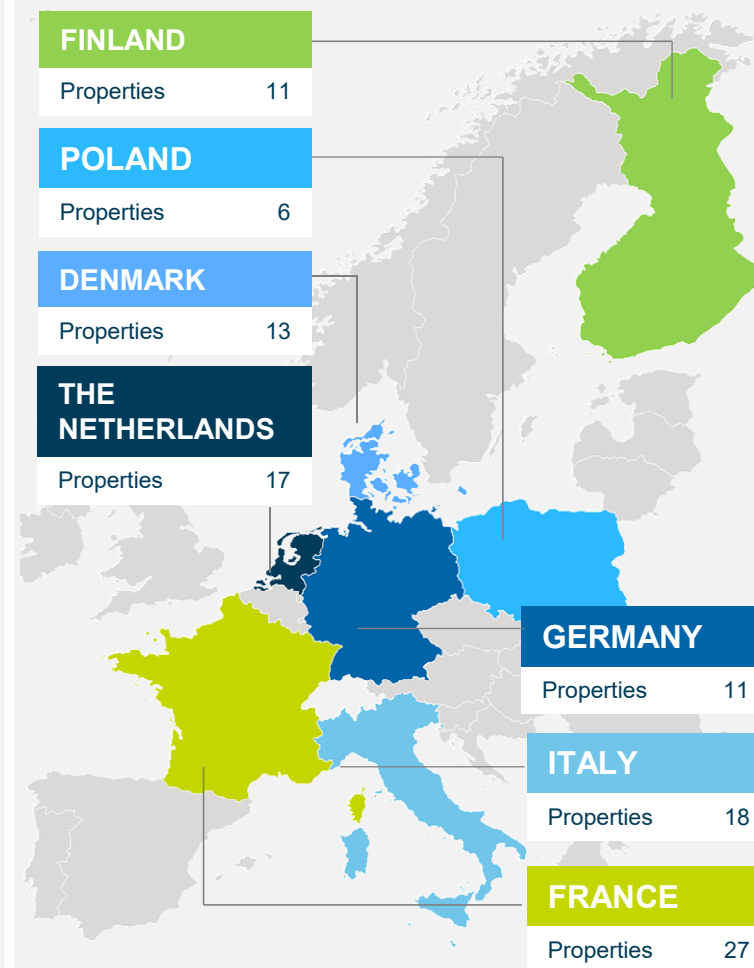 FINLAND
Properties 11
POLAND
Properties 6
DENMARK
Properties 13
THE
NETHERLANDS
Properties 17
GERMANY
Properties 11
ITALY
Properties 18
FRANCE
Properties 27